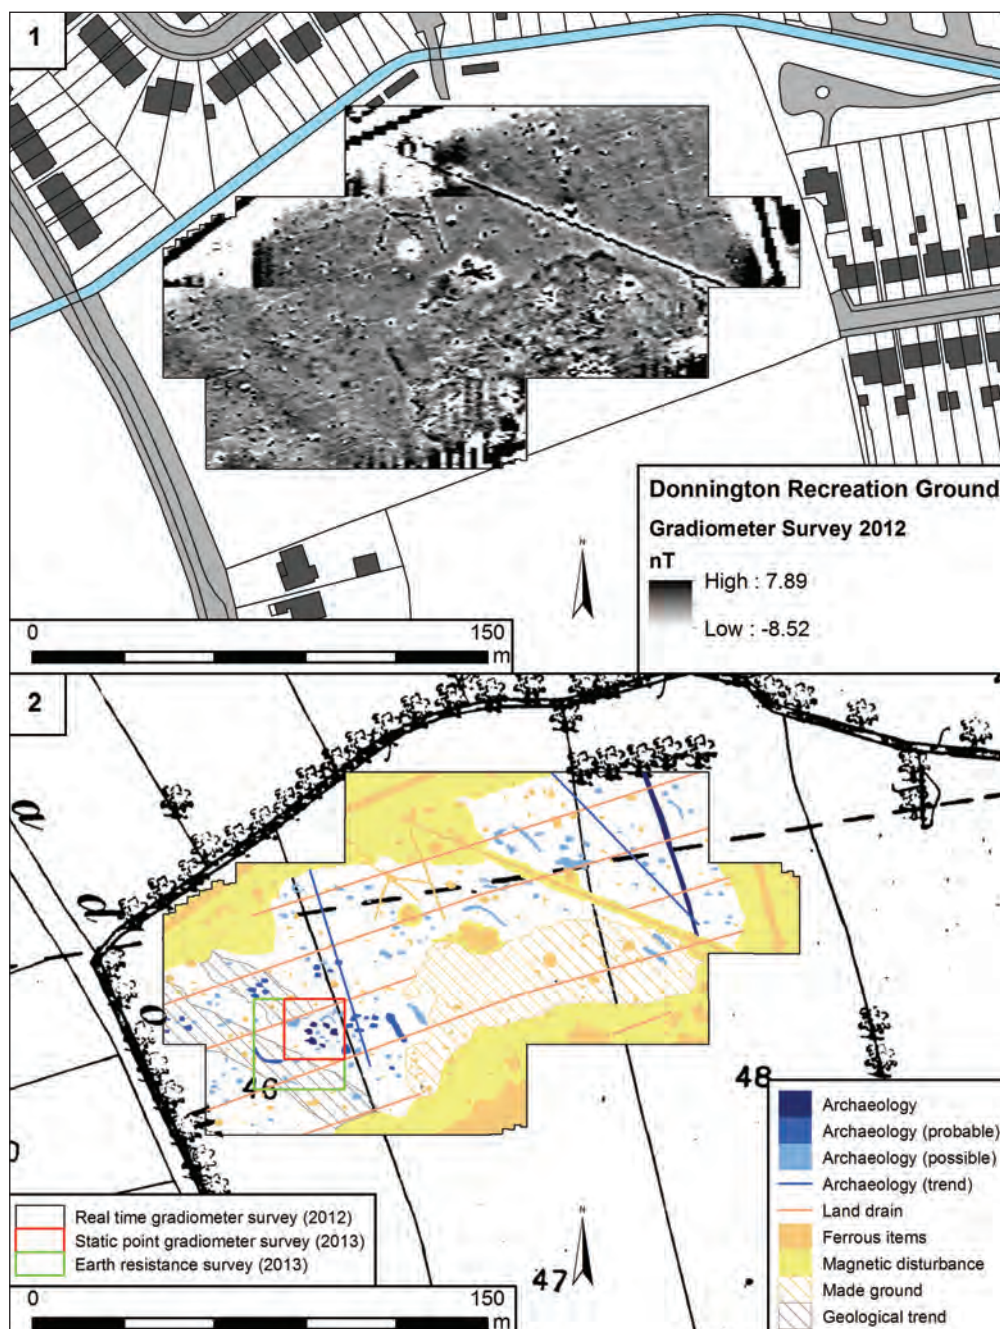 1
Donnington Recreation Ground
Gradiometer Survey 2012
nT
High : 7.89
Low : -8.52
N
0 150
m
2
46
48
47
N
Archaeology
Archaeology (probable)
Archaeology (possible)
Archaeology (trend)
Land drain
Ferrous items
Magnetic disturbance
Made ground
Geological trend
Real time gradiometer survey (2012)
Static point gradiometer survey (2013)
Earth resistance survey (2013)
0 150
m